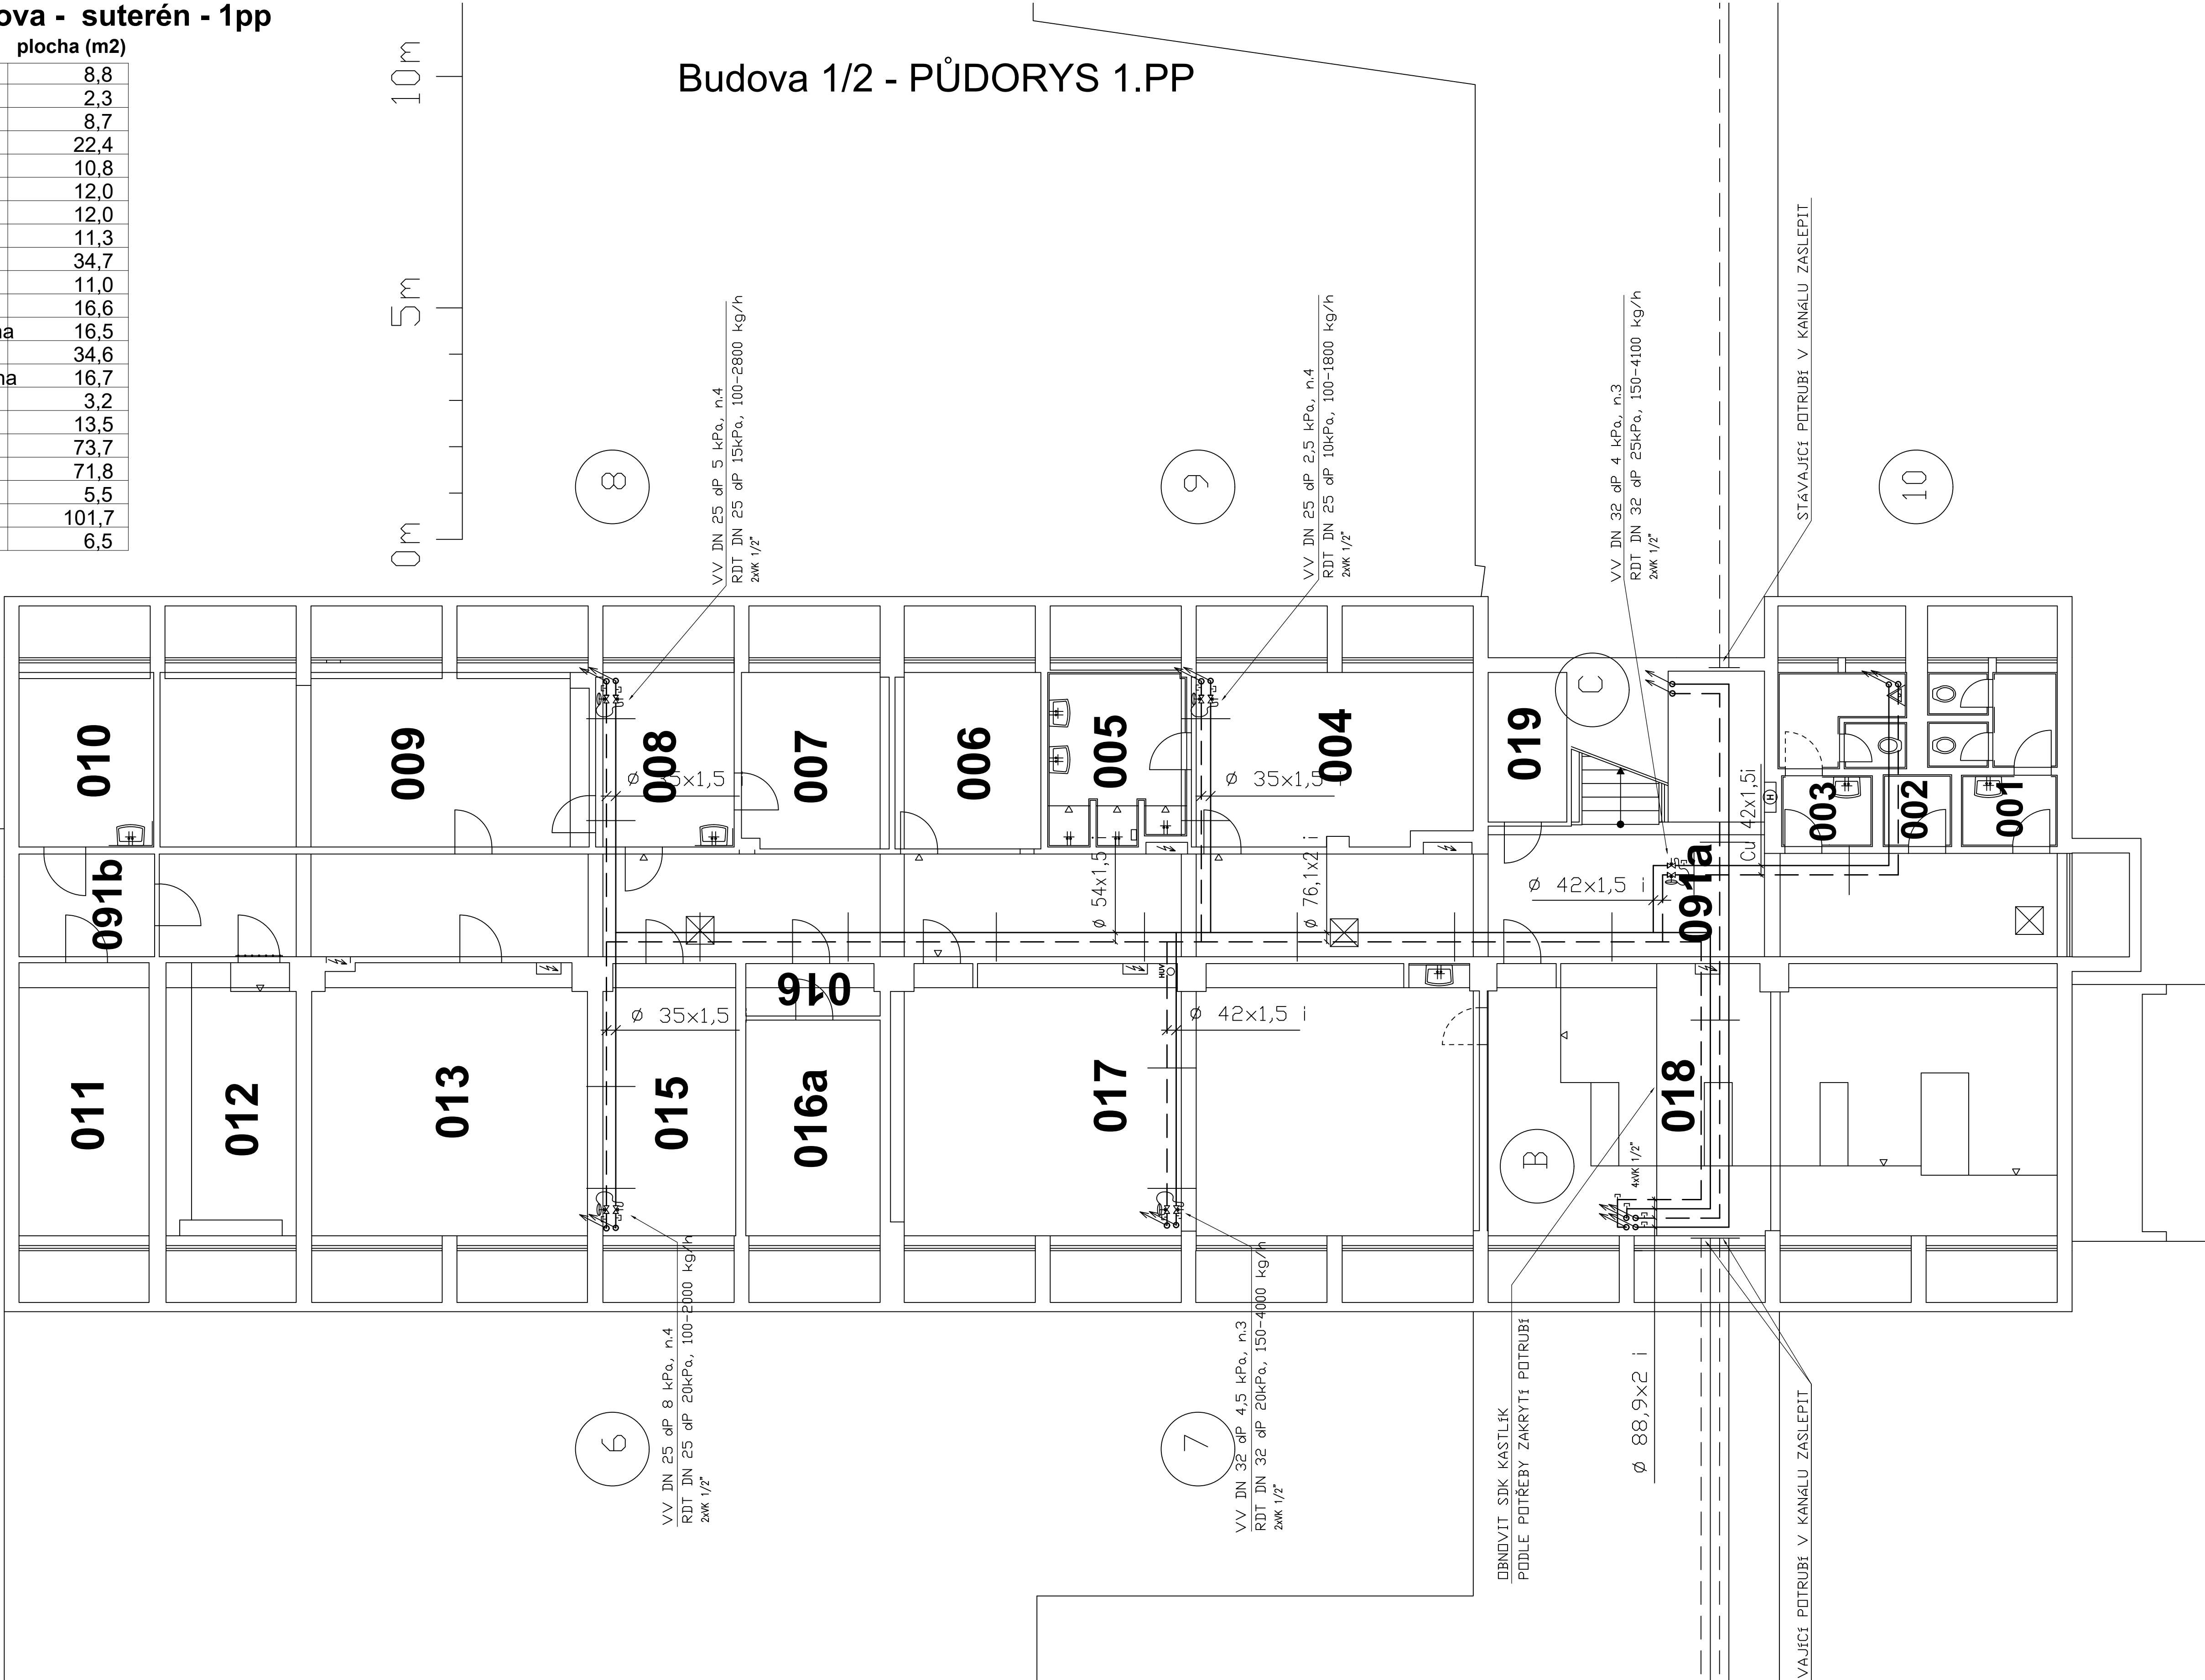 ova - suterén - 1pp
plocha (m2)
8,8
2,3
8,7
22,4
10,8
12,0
12,0
11,3
34,7
11,0
16,6
na 16,5
34,6
na 16,7
3,2
13,5
73,7
71,8
5,5
101,7
6,5
10m
5m
0m
Budova 1/2 - PŮDORYS 1.PP
8
VV DN 25 dP 5 kPa, n.4
RDT DN 25 dP 15kPa, 100-2800 kg/h
2xVK 1/2"
9
VV DN 25 dP 2,5 kPa, n.4
RDT DN 25 dP 10kPa, 100-1800 kg/h
2xVK 1/2"
VV DN 32 dP 4 kPa, n.3
RDT DN 32 dP 25kPa, 150-4100 kg/h
2xVK 1/2"
STÁVAJÍCÍ POTRUBÍ V KANÁLU ZASLEPIT
10
C
010
009
008
007
006
005
004
019
003
002
001
Ø 35x1,5 i
Ø 35x1,5 i
Cu 42x1,5i
H
091b
Ø 54x1,5 i
Ø 76,1x2 i
Ø 42x1,5 i
091a
HUV
011
012
013
015
016
016a
017
018
Ø 35x1,5
Ø 42x1,5 i
B
4xVK 1/2"
6
VV DN 25 dP 8 kPa, n.4
RDT DN 25 dP 20kPa, 100-2000 kg/h
2xVK 1/2"
7
VV DN 32 dP 4,5 kPa, n.3
RDT DN 32 dP 20kPa, 150-4000 kg/h
2xVK 1/2"
OBNOVIT SDK KASTLÍK
PODLE POTŘEBY ZAKRYTÍ POTRUBÍ
Ø 88,9x2 i
VAJÍCÍ POTRUBÍ V KANÁLU ZASLEPIT